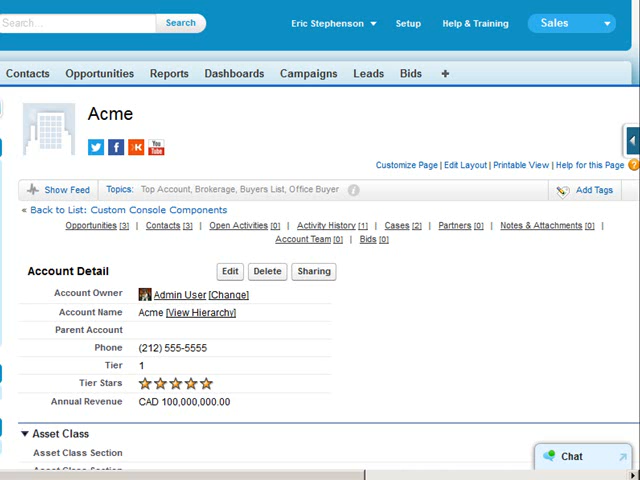 Search... Search Eric Stephenson Setup Help & Training Sales
Contacts Opportunities Reports Dashboards Campaigns Leads Bids +
Acme
You Tube
Customize Page | Edit Layout | Printable View | Help for this Page ?
Show Feed Topics: Top Account, Brokerage, Buyers List, Office Buyer i Add Tags
« Back to List: Custom Console Components
Opportunities [3] | Contacts [3] | Open Activities [0] | Activity History [1] | Cases [2] | Partners [0] | Notes & Attachments [0] |
Account Team [0] | Bids [0]
Account Detail Edit Delete Sharing
Account Owner Admin User [Change]
Account Name Acme [View Hierarchy]
Parent Account
Phone (212) 555-5555
Tier 1
Tier Stars
Annual Revenue CAD 100,000,000.00
Asset Class
Asset Class Section
Asset Class Section
Chat